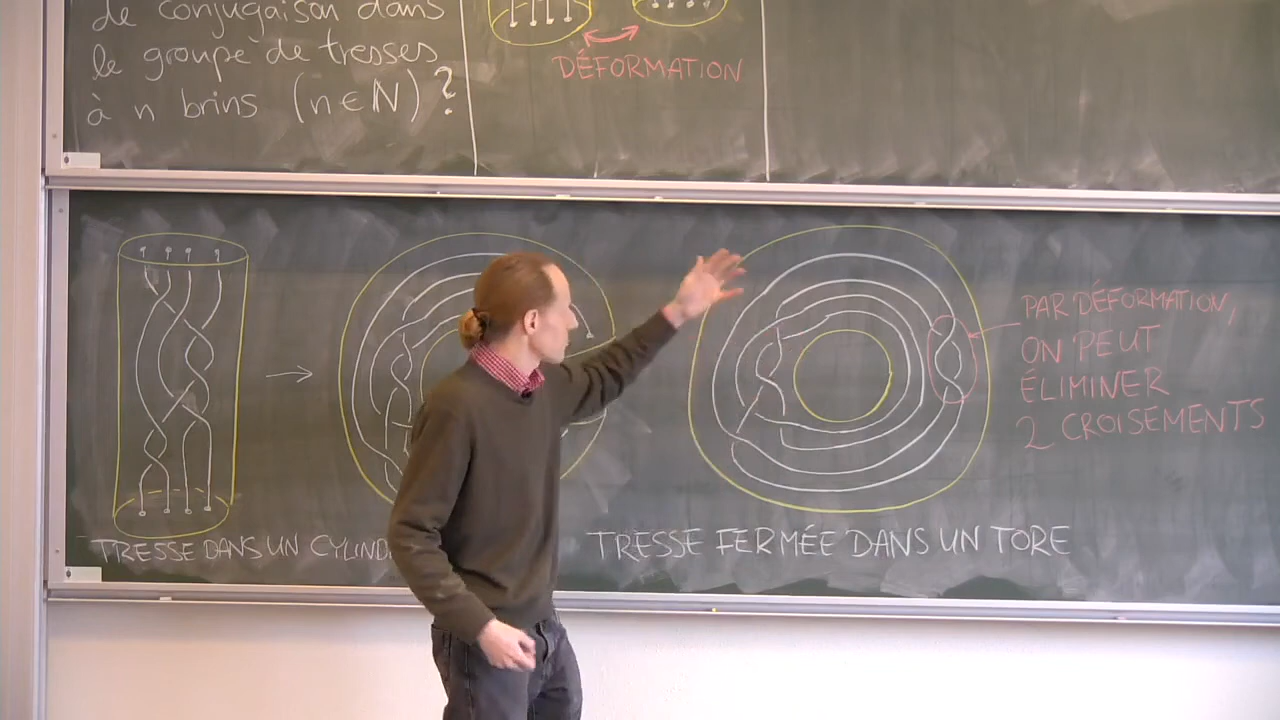 de conjugaison dans
le groupe de tresses
à n brins (n∈ℕ)?
DÉFORMATION
PAR DÉFORMATION,
ON PEUT
ÉLIMINER
2 CROISEMENTS
TRESSE DANS UN CYLIND
TRESSE FERMÉE DANS UN TORE